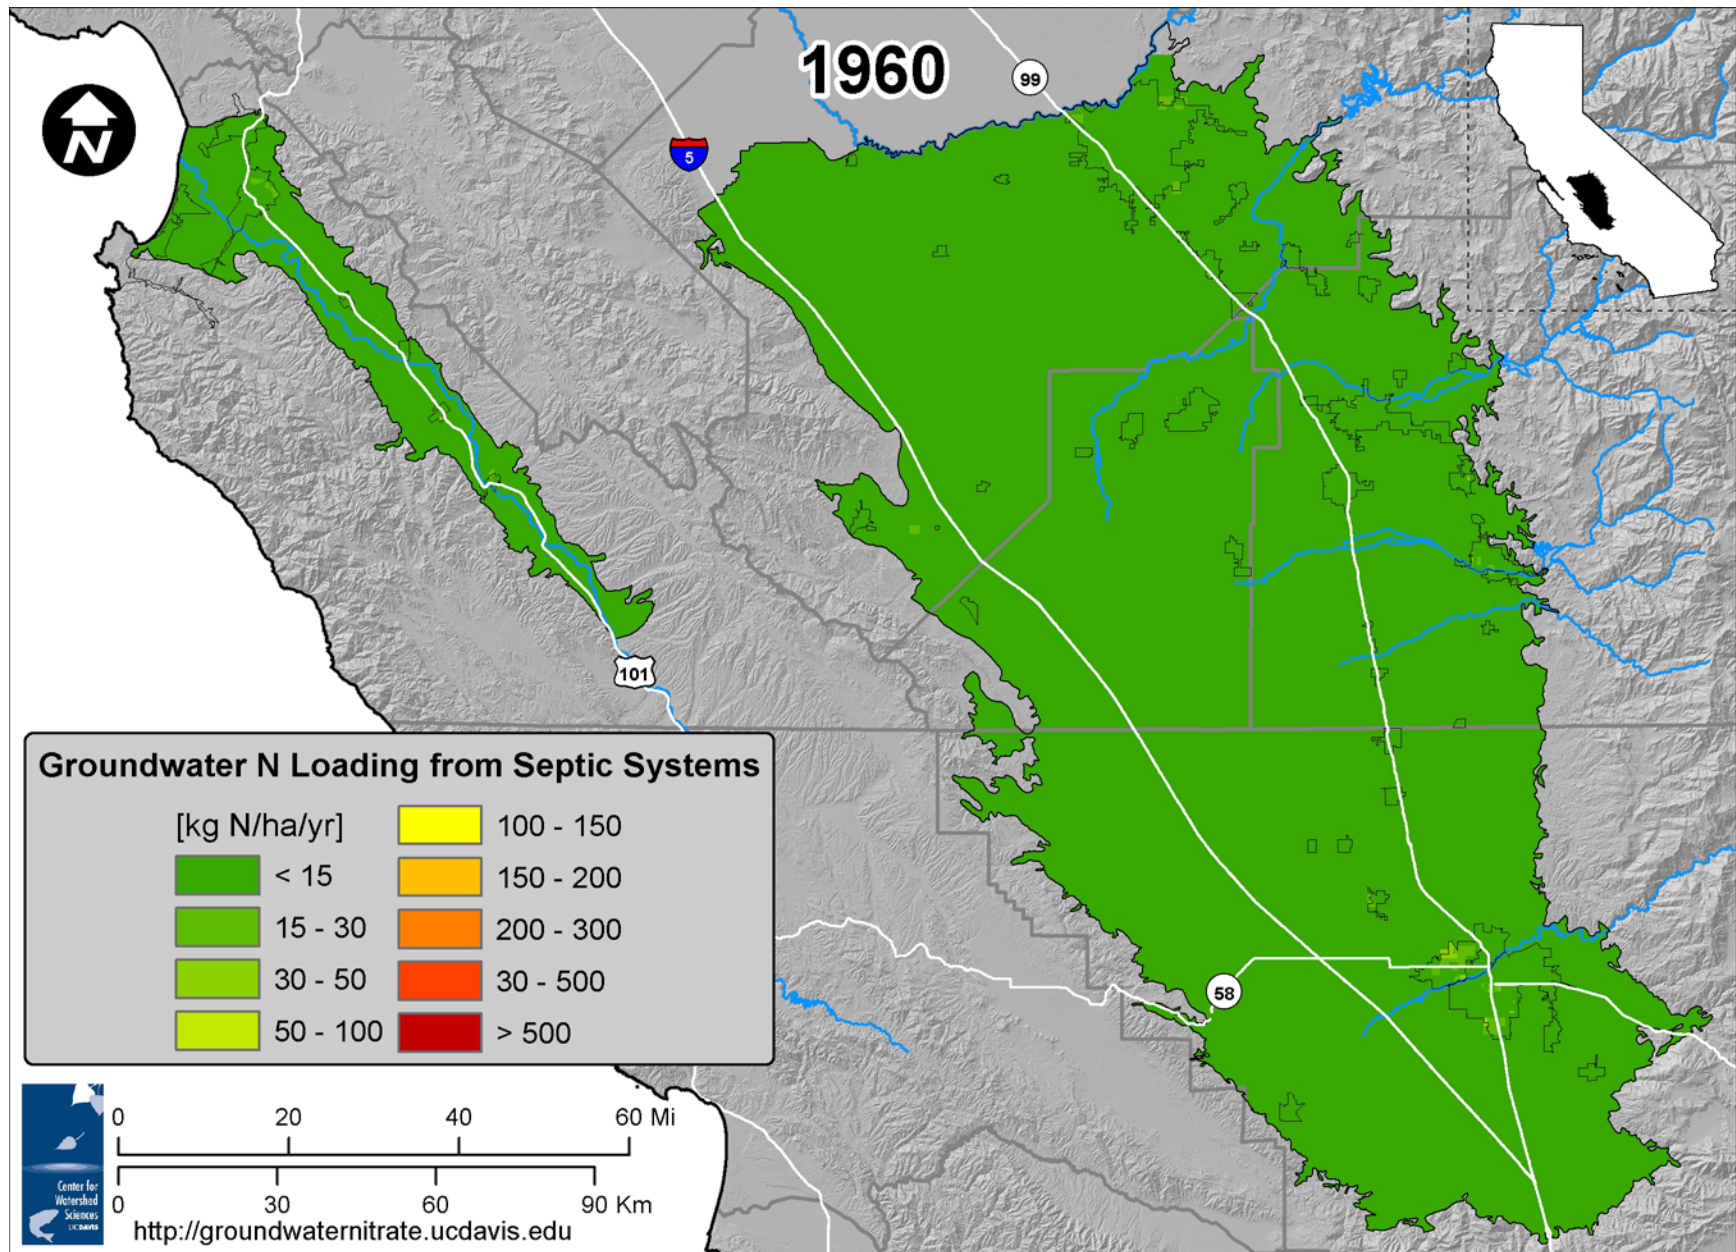 1960
99
5
N
101
58
Groundwater N Loading from Septic Systems
[kg N/ha/yr]
< 15
15 - 30
30 - 50
50 - 100
100 - 150
150 - 200
200 - 300
30 - 500
> 500
0 20 40 60 Mi
0 30 60 90 Km
Center for
Watershed
Sciences
UC DAVIS
http://groundwaternitrate.ucdavis.edu